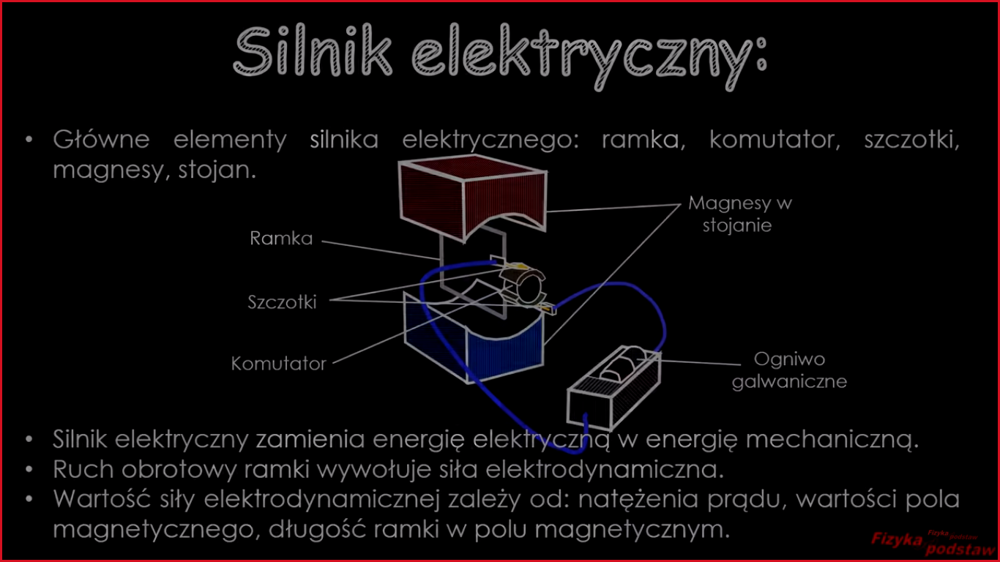 Silnik elektryczny:
• Główne elementy silnika elektrycznego: ramka, komutator, szczotki,
magnesy, stojan.
Magnesy w
stojanie
Ramka
Szczotki
Komutator
Ogniwo
galwaniczne
• Silnik elektryczny zamienia energię elektryczną w energię mechaniczną.
• Ruch obrotowy ramki wywołuje siła elektrodynamiczna.
• Wartość siły elektrodynamicznej zależy od: natężenia prądu, wartości pola
magnetycznego, długość ramki w polu magnetycznym.
Fizyka podstaw
Fizyka
podstaw